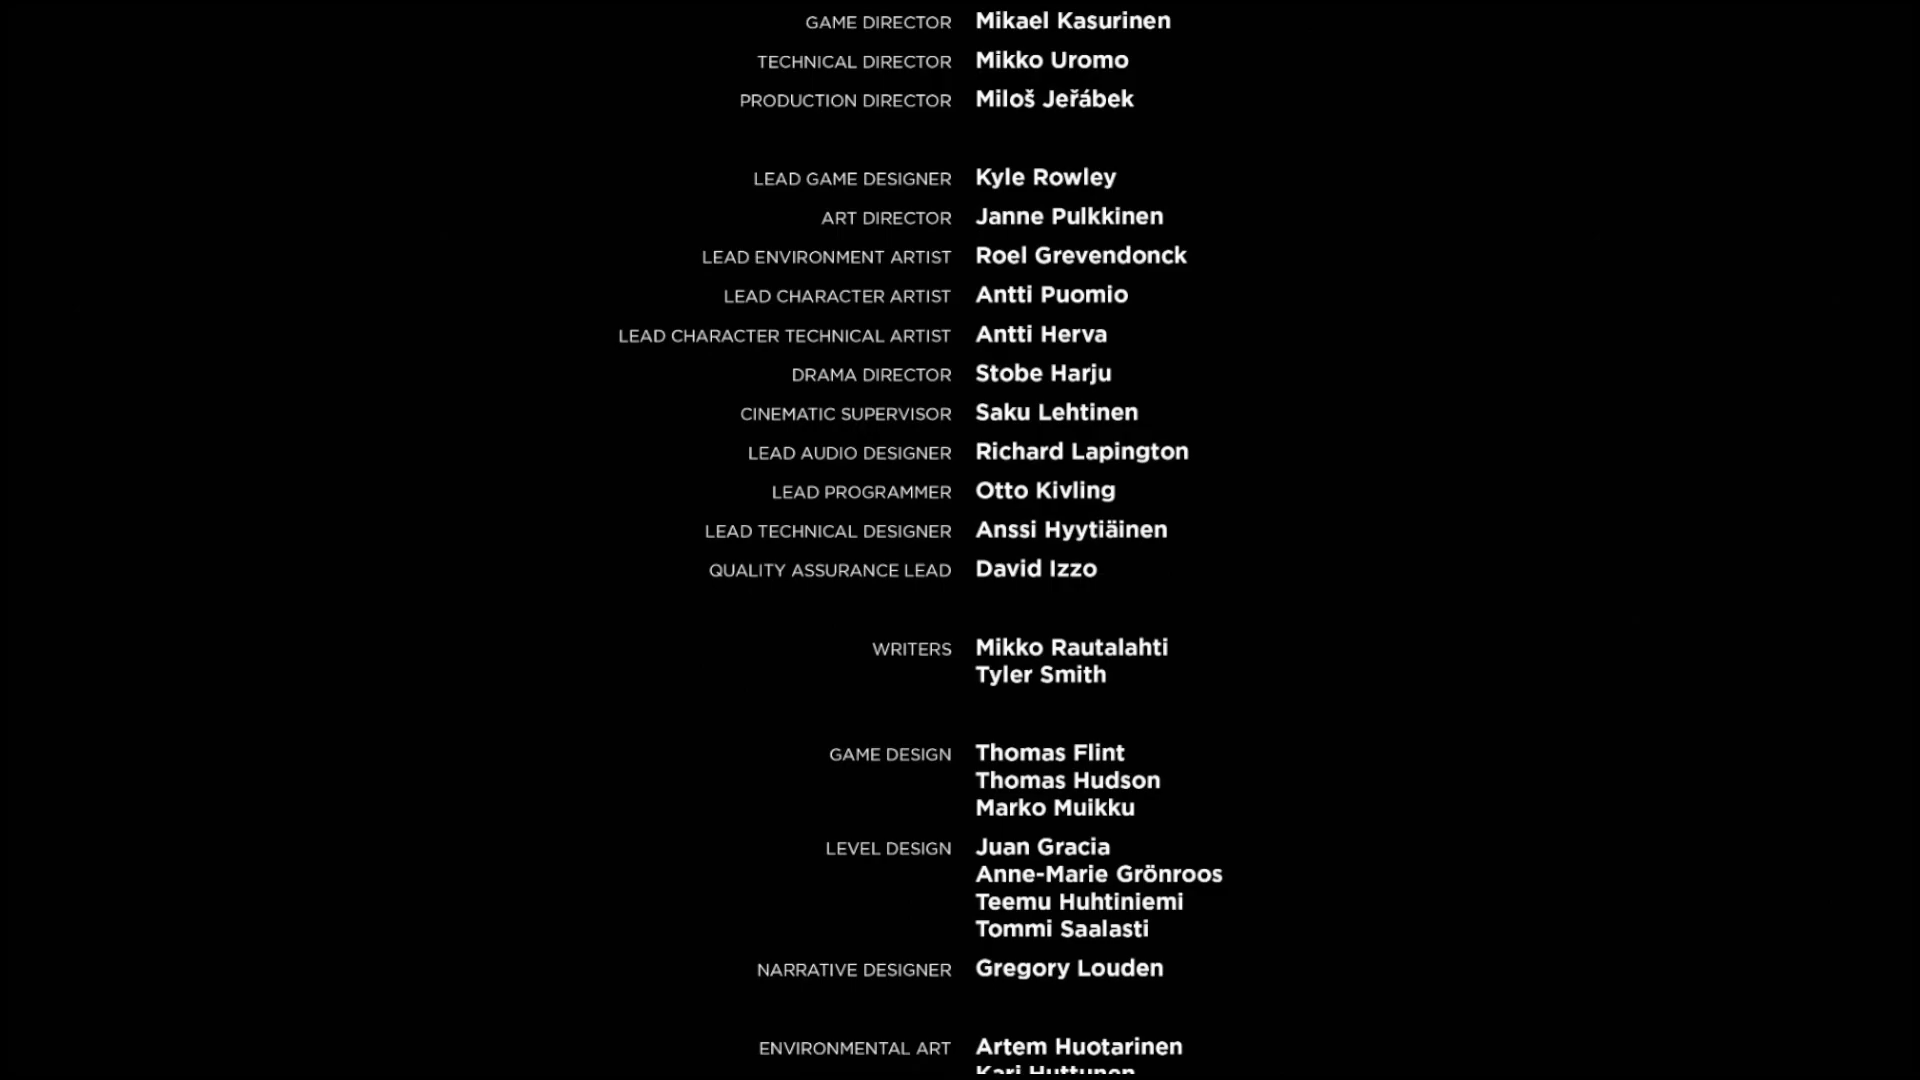 GAME DIRECTOR Mikael Kasurinen
TECHNICAL DIRECTOR Mikko Uromo
PRODUCTION DIRECTOR Miloš Jeřábek
LEAD GAME DESIGNER Kyle Rowley
ART DIRECTOR Janne Pulkkinen
LEAD ENVIRONMENT ARTIST Roel Grevendonck
LEAD CHARACTER ARTIST Antti Puomio
LEAD CHARACTER TECHNICAL ARTIST Antti Herva
DRAMA DIRECTOR Stobe Harju
CINEMATIC SUPERVISOR Saku Lehtinen
LEAD AUDIO DESIGNER Richard Lapington
LEAD PROGRAMMER Otto Kivling
LEAD TECHNICAL DESIGNER Anssi Hyytiäinen
QUALITY ASSURANCE LEAD David Izzo
WRITERS Mikko Rautalahti
Tyler Smith
GAME DESIGN Thomas Flint
Thomas Hudson
Marko Muikku
LEVEL DESIGN Juan Gracia
Anne-Marie Grönroos
Teemu Huhtiniemi
Tommi Saalasti
NARRATIVE DESIGNER Gregory Louden
ENVIRONMENTAL ART Artem Huotarinen
Kari Huttunen